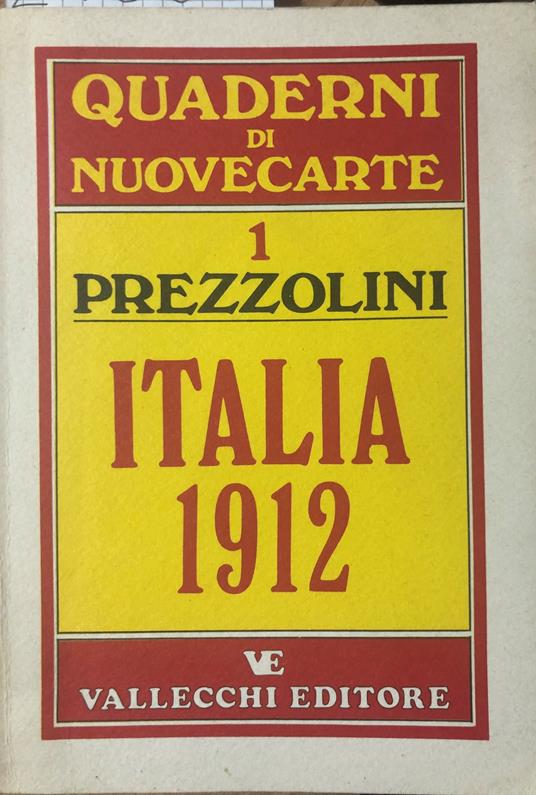 QUADERNI
DI
NUOVECARTE
1
PREZZOLINI
ITALIA
1912
VE
VALLECCHI EDITORE